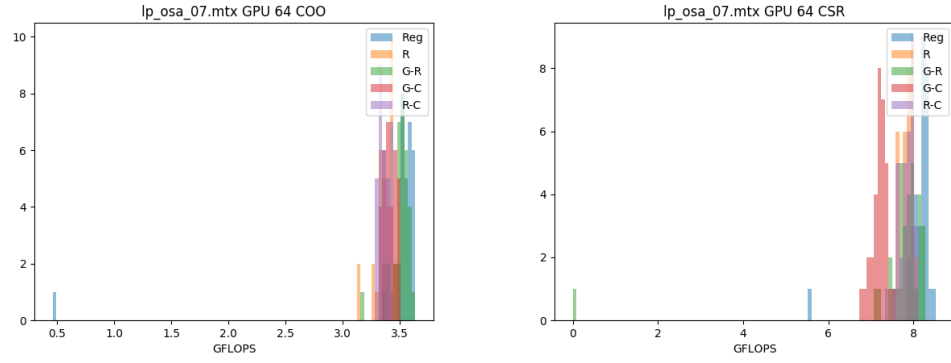 lp_osa_07.mtx GPU 64 COO
10
8
6
4
2
0
0.5 1.0 1.5 2.0 2.5 3.0 3.5
GFLOPS
Reg
R
G-R
G-C
R-C
lp_osa_07.mtx GPU 64 CSR
8
6
4
2
0
0 2 4 6 8
GFLOPS
Reg
R
G-R
G-C
R-C